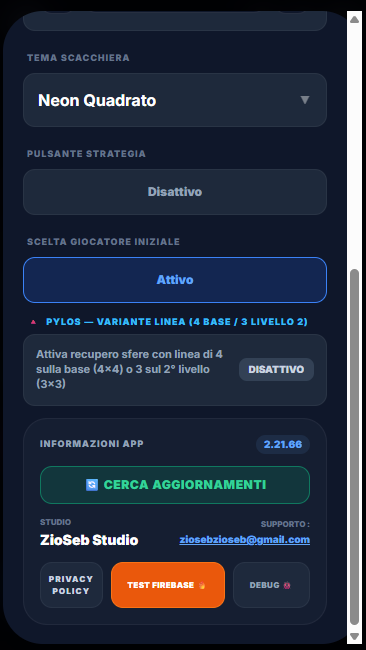 TEMA SCACCHIERA
Neon Quadrato
PULSANTE STRATEGIA
Disattivo
SCELTA GIOCATORE INIZIALE
Attivo
PYLOS — VARIANTE LINEA (4 BASE / 3 LIVELLO 2)
Attiva recupero sfere con linea di 4
sulla base (4×4) o 3 sul 2° livello
(3×3)
DISATTIVO
INFORMAZIONI APP
2.21.66
CERCA AGGIORNAMENTI
STUDIO
ZioSeb Studio
SUPPORTO :
ziosebzioseb@gmail.com
PRIVACY
POLICY
TEST FIREBASE
DEBUG